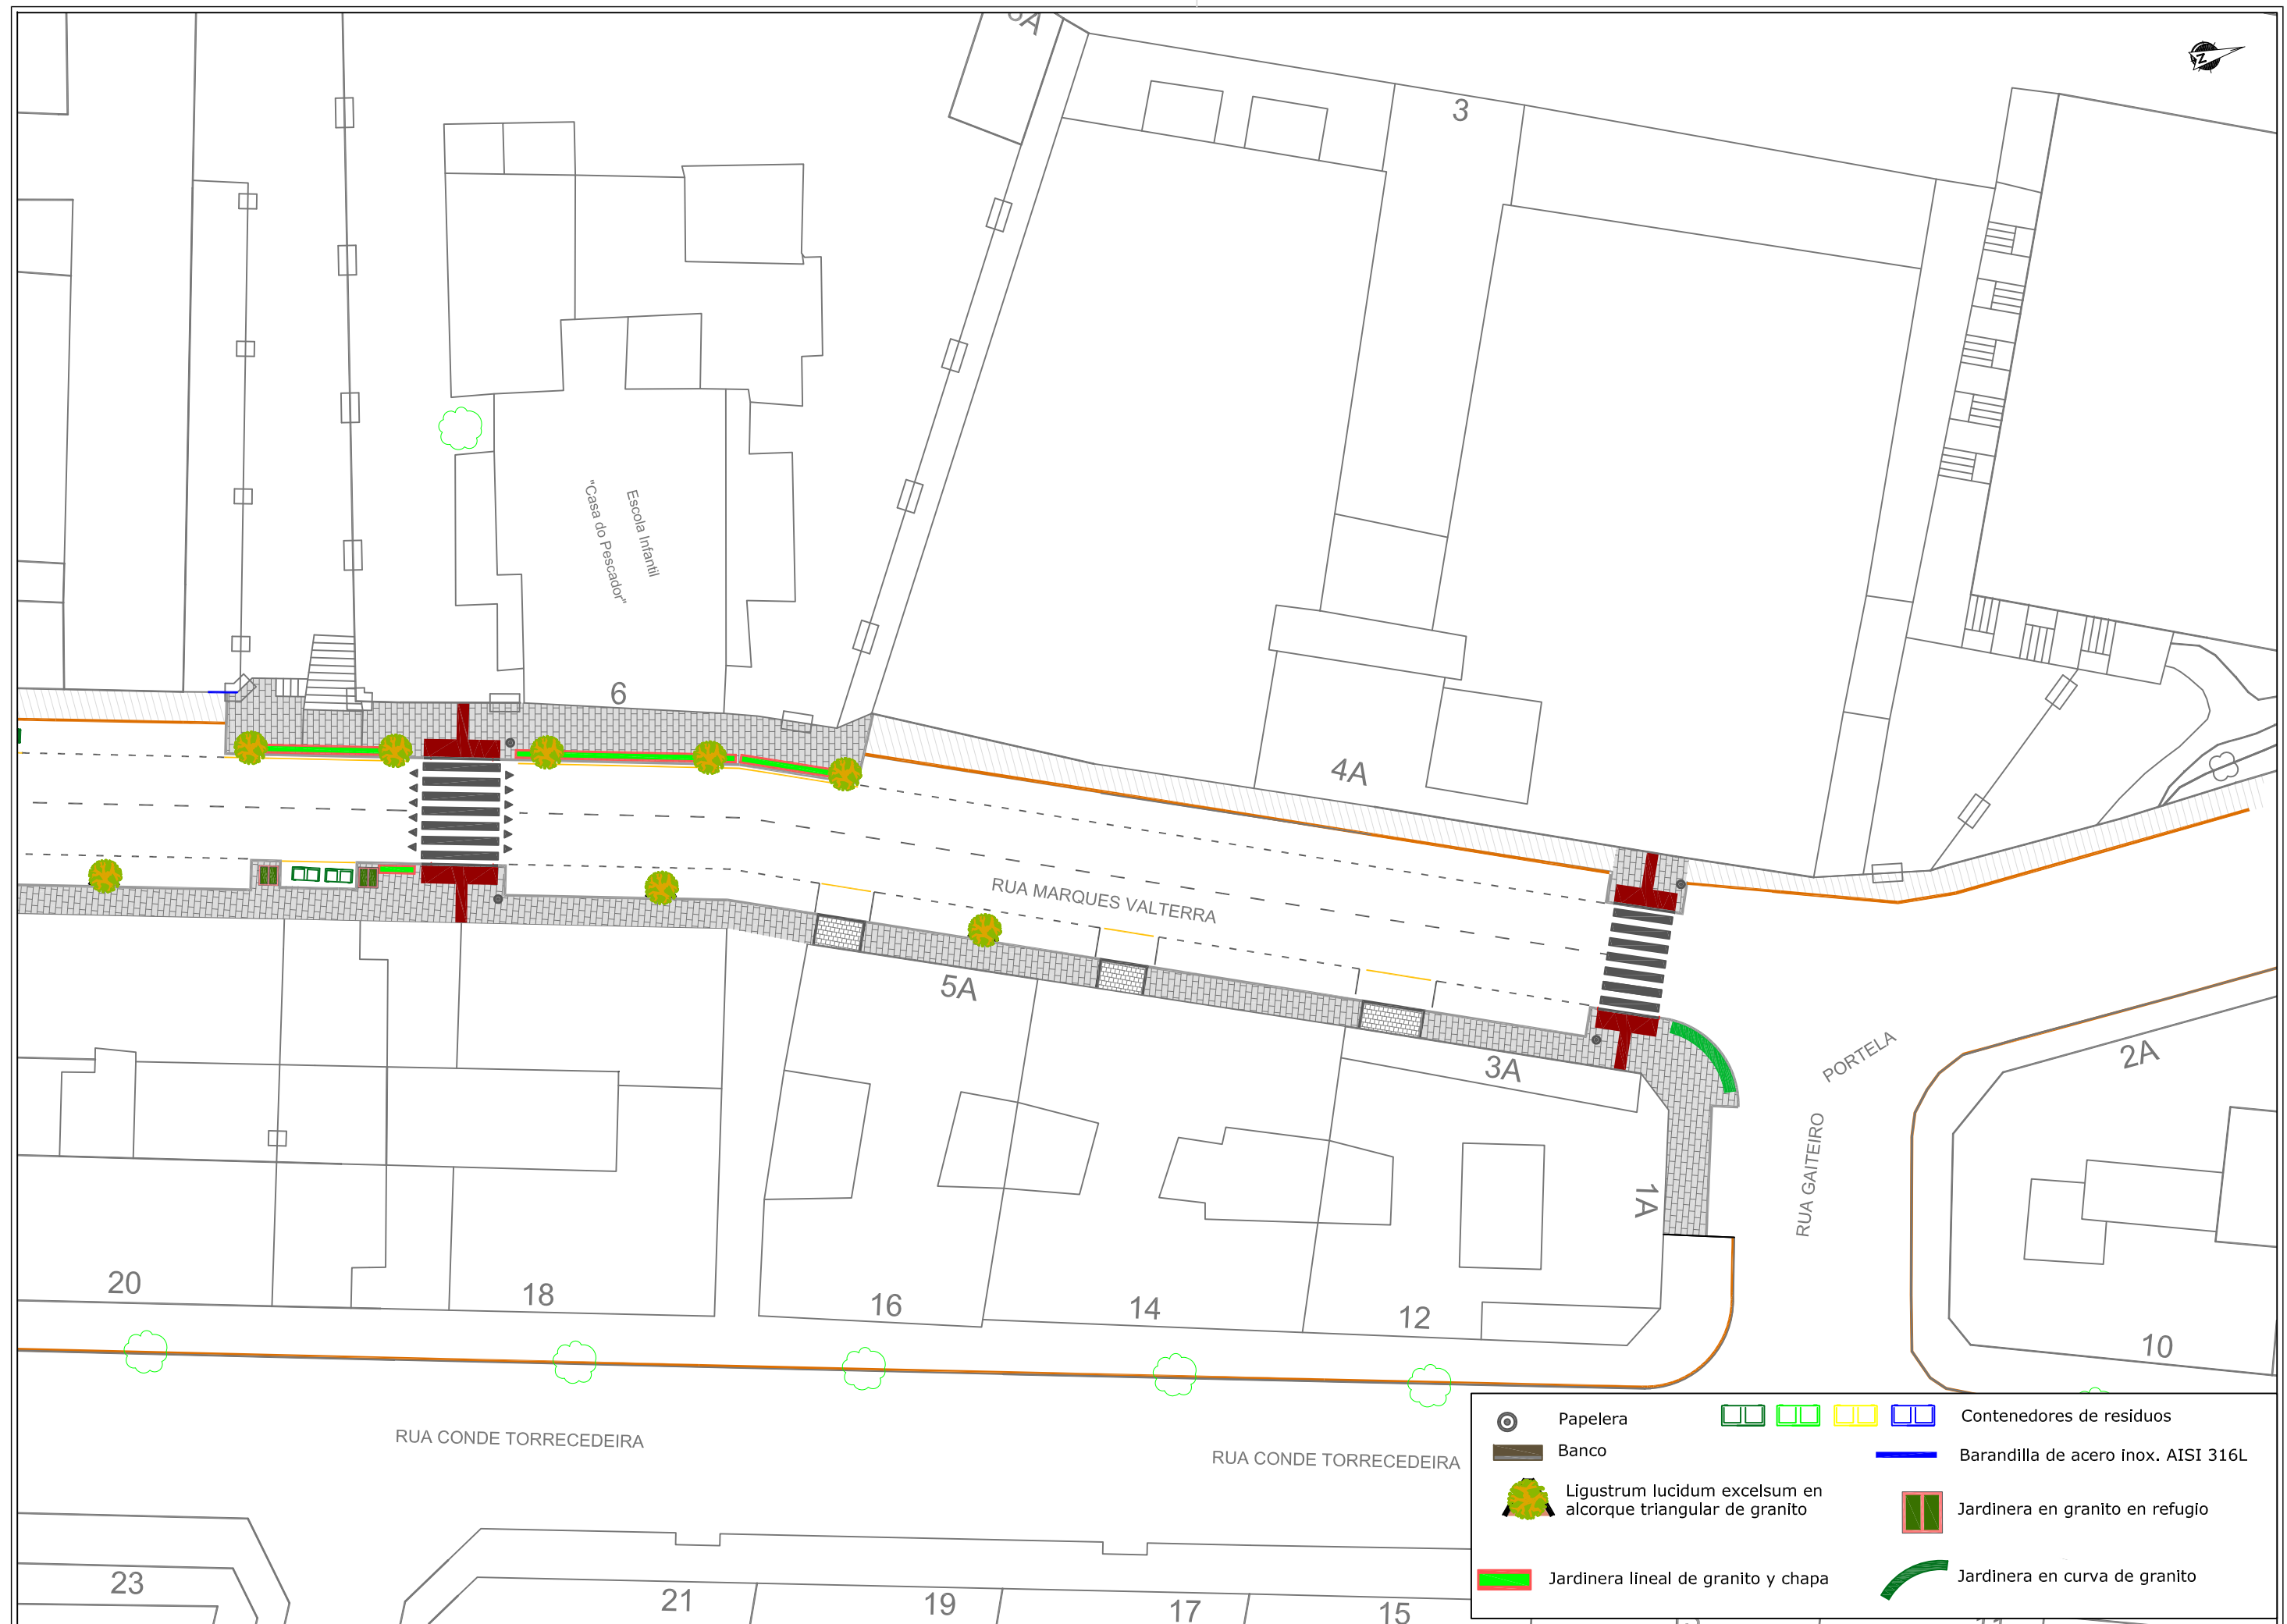 3
N
"Casa do Pescador"
Escola Infantil
6
4A
RUA MARQUES VALTERRA
5A
3A
PORTELA
2A
RUA GAITEIRO
1A
20
18
16
14
12
10
RUA CONDE TORRECEDEIRA
RUA CONDE TORRECEDEIRA
23
21
19
17
15
Papelera
Contenedores de residuos
Banco
Barandilla de acero inox. AISI 316L
Ligustrum lucidum excelsum en
alcorque triangular de granito
Jardinera en granito en refugio
Jardinera lineal de granito y chapa
Jardinera en curva de granito